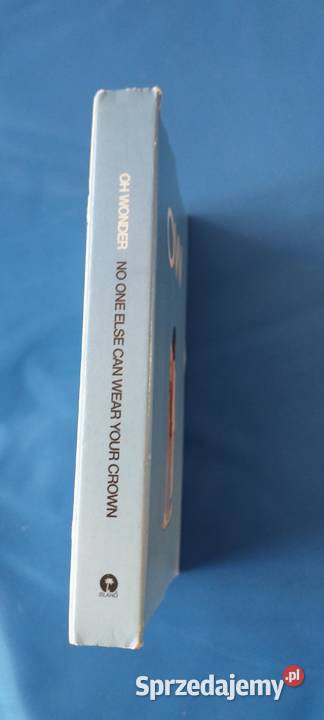 OH WONDER NO ONE ELSE CAN WEAR YOUR CROWN
ISLAND
Sprzedajemy.pl